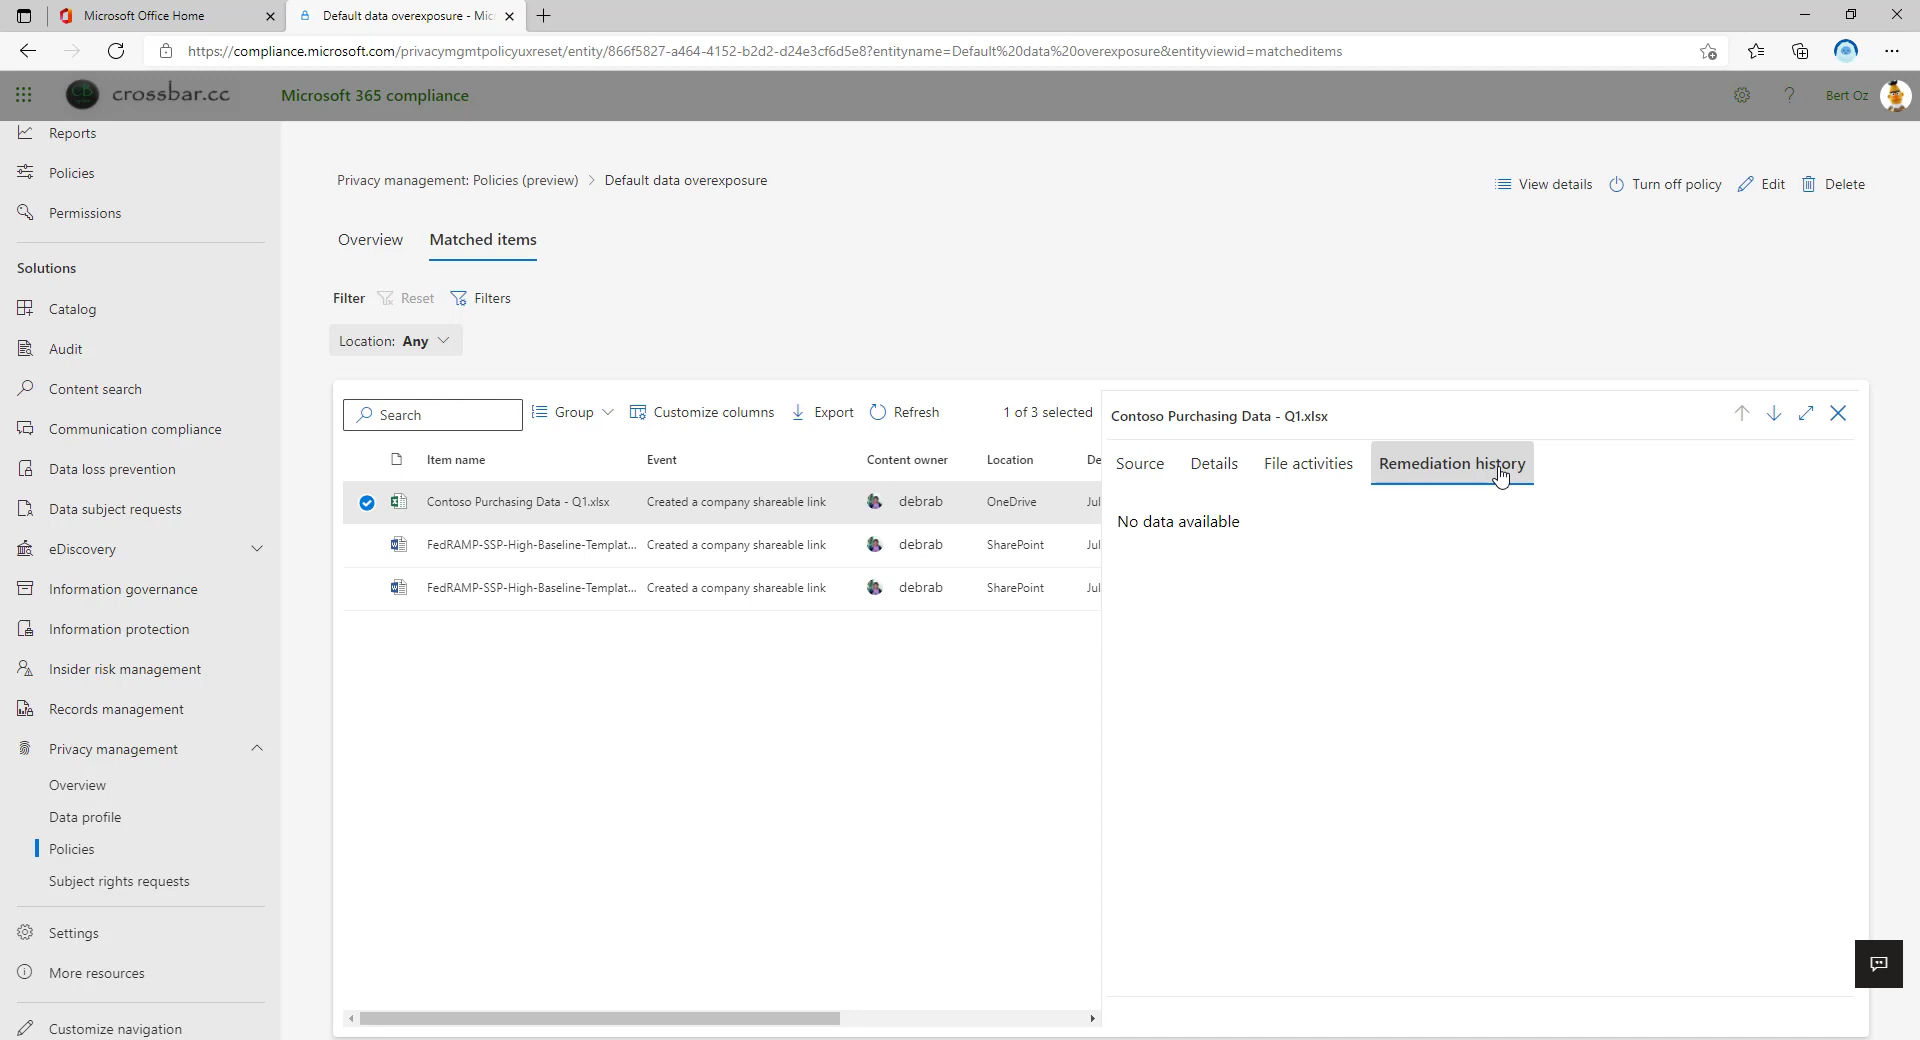 Microsoft Office Home
Default data overexposure - Mic
https://compliance.microsoft.com/privacymgmtpolicyuxreset/entity/866f5827-a464-4152-b2d2-d24e3cf6d5e8?entityname=Default%20data%20overexposure&entityviewid=matcheditems
CB
crossbar.cc
Microsoft 365 compliance
?
Bert Oz
Reports
Policies
Permissions
Solutions
Catalog
Audit
Content search
Communication compliance
Data loss prevention
Data subject requests
eDiscovery
Information governance
Information protection
Insider risk management
Records management
Privacy management
Overview
Data profile
Policies
Subject rights requests
Settings
More resources
Customize navigation
Privacy management: Policies (preview) > Default data overexposure
View details
Turn off policy
Edit
Delete
Overview
Matched items
Filter
Reset
Filters
Location: Any
Search
Group
Customize columns
Export
Refresh
1 of 3 selected
Item name Event Content owner Location De
Contoso Purchasing Data - Q1.xlsx Created a company shareable link debrab OneDrive Jul
FedRAMP-SSP-High-Baseline-Templat... Created a company shareable link debrab SharePoint Jul
FedRAMP-SSP-High-Baseline-Templat... Created a company shareable link debrab SharePoint Jul
Contoso Purchasing Data - Q1.xlsx
Source
Details
File activities
Remediation history
No data available